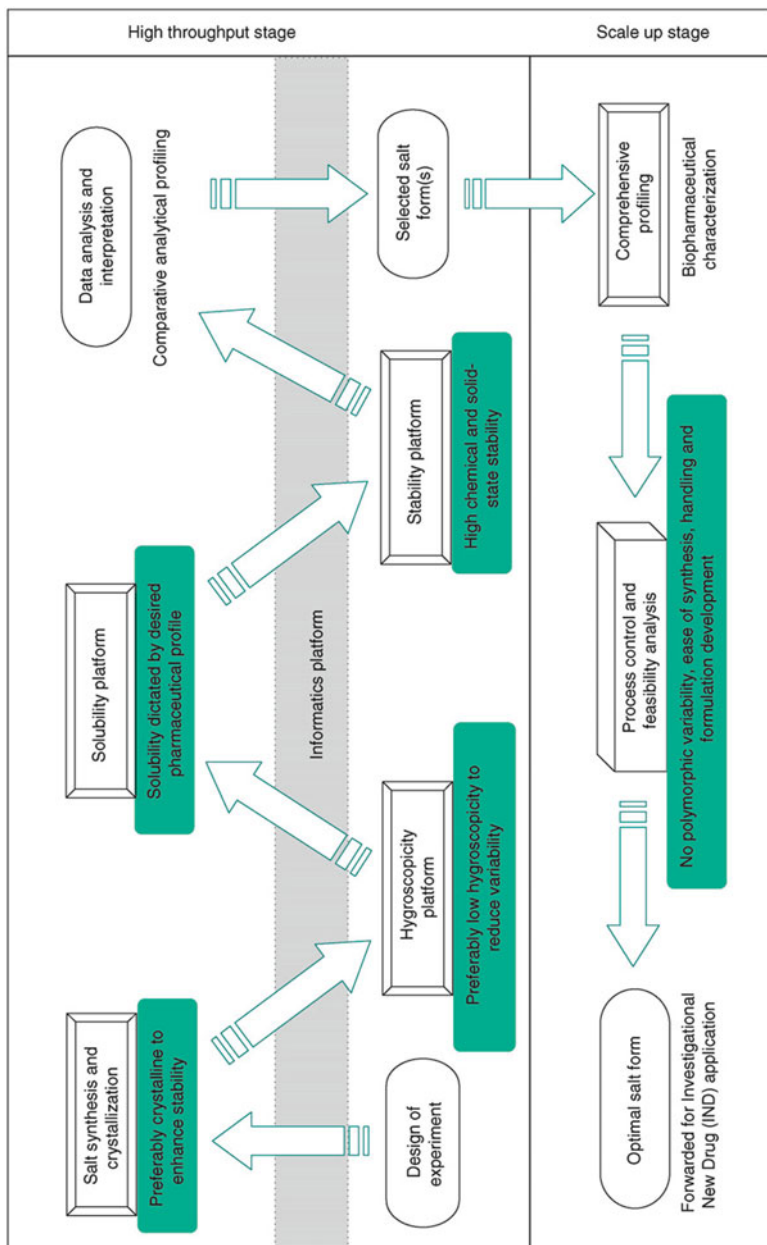 High throughput stage
Design of
experiment
Salt synthesis and
crystallization
Preferably crystalline to
enhance stability
Hygroscopicity
platform
Preferably low hygroscopicity to
reduce variability
Solubility platform
Solubility dictated by desired
pharmaceutical profile
Informatics platform
Stability platform
High chemical and solid-
state stability
Data analysis and
interpretation
Comparative analytical profiling
Selected salt
form(s)
Scale up stage
Comprehensive
profiling
Biopharmaceutical
characterization
Process control and
feasibility analysis
No polymorphic variability, ease of synthesis, handling and
formulation development
Optimal salt form
Forwarded for Investigational
New Drug (IND) application